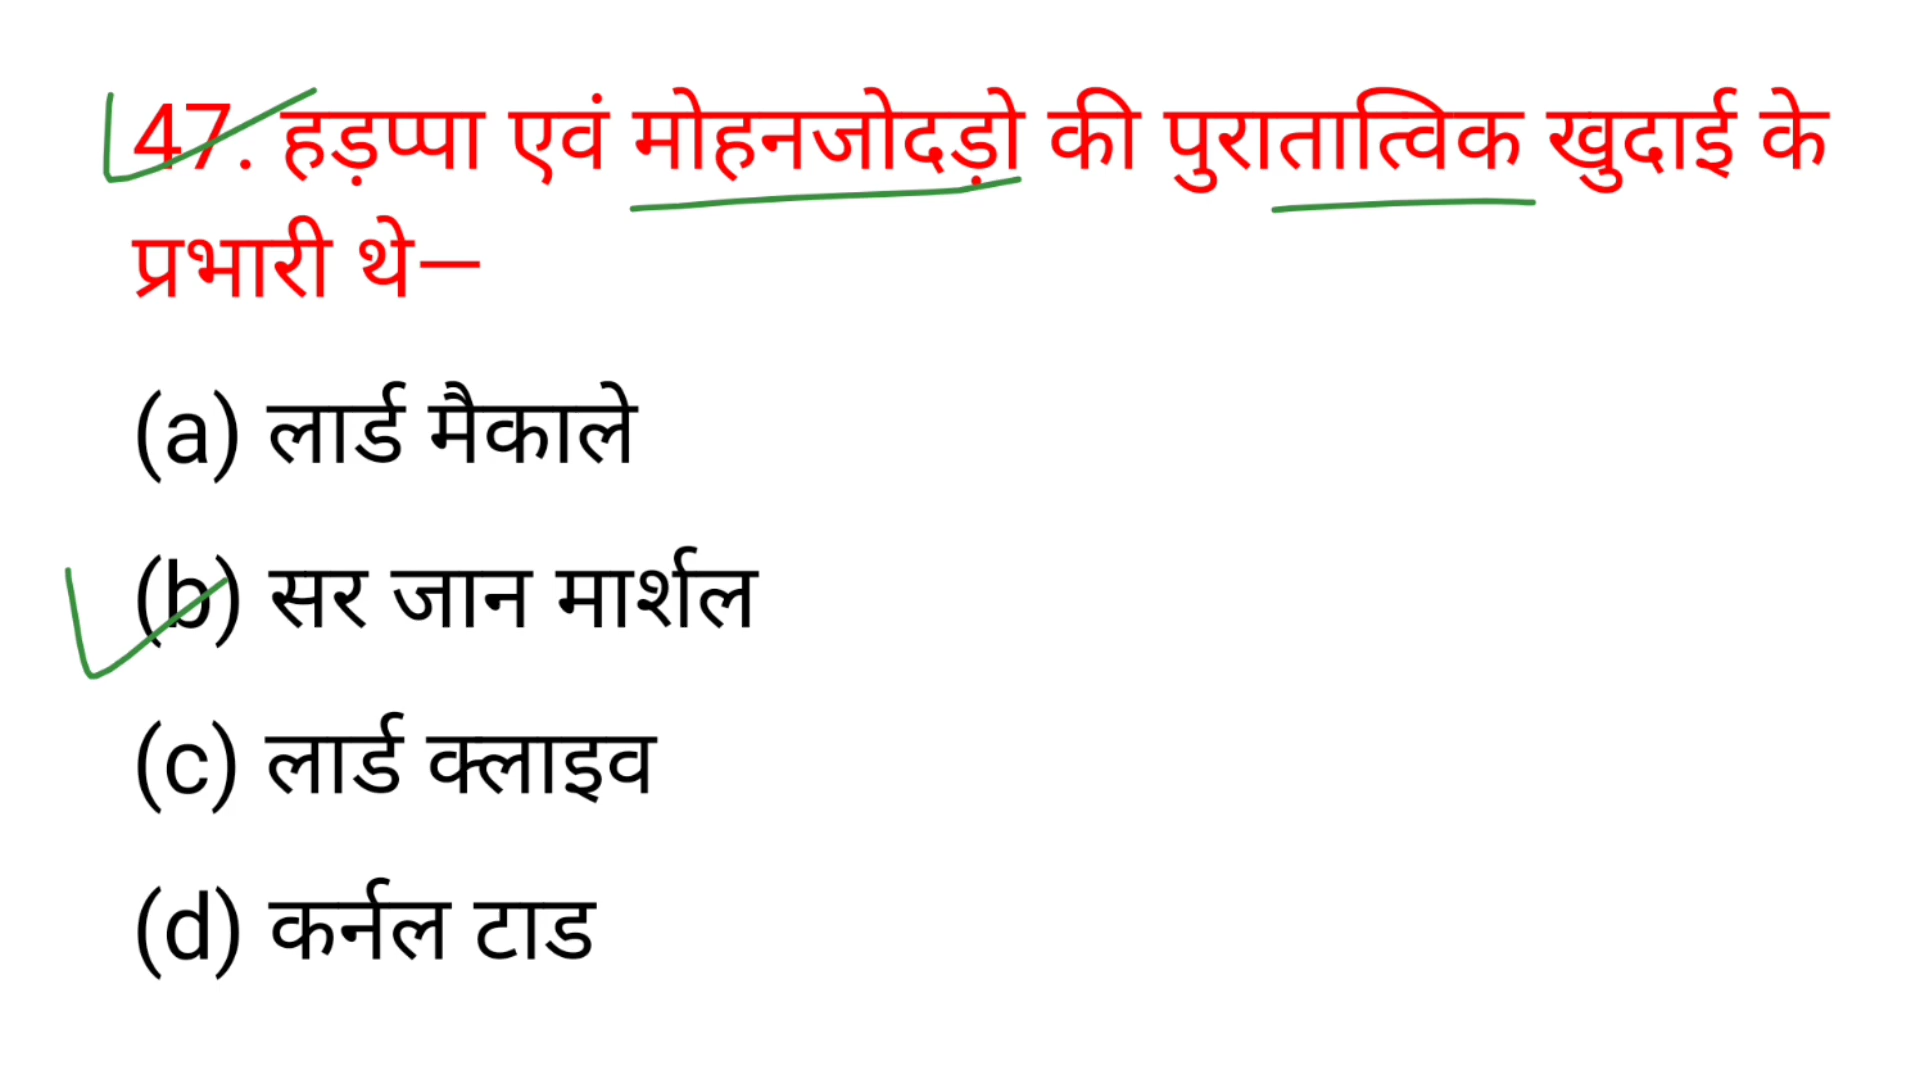 47. हड़प्पा एवं मोहनजोदड़ो की पुरातात्विक खुदाई के
प्रभारी थे—
(a) लार्ड मैकाले
(b) सर जान मार्शल
(c) लार्ड क्लाइव
(d) कर्नल टाड